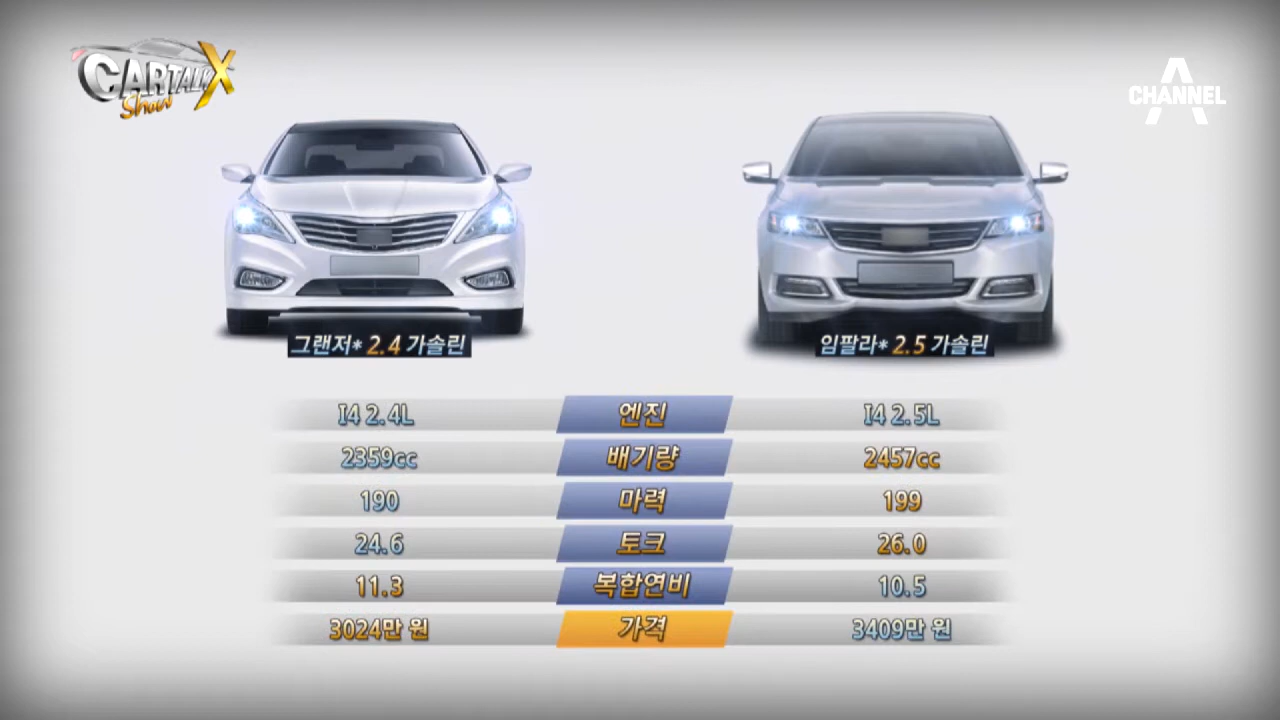 CARTALK X
Show
CHANNEL A
그랜저* 2.4 가솔린
임팔라* 2.5 가솔린
I4 2.4L 엔진 I4 2.5L
2359cc 배기량 2457cc
190 마력 199
24.6 토크 26.0
11.3 복합연비 10.5
3024만 원 가격 3409만 원